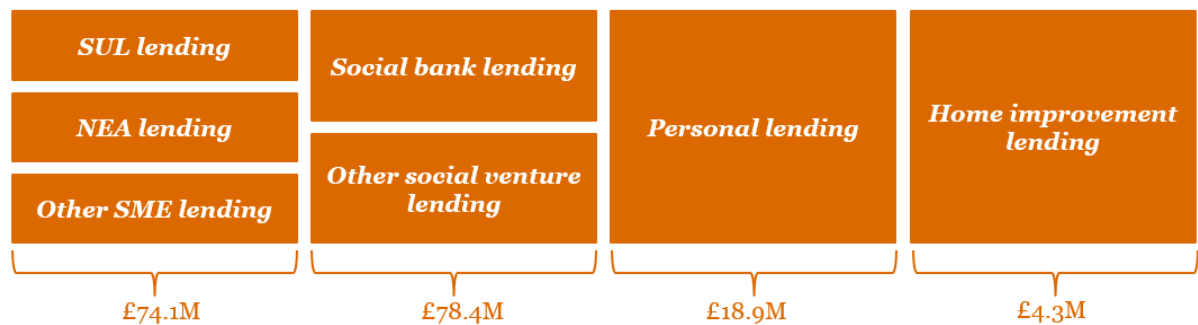 SUL lending
NEA lending
Other SME lending
£74.1M
Social bank lending
Other social venture
lending
£78.4M
Personal lending
£18.9M
Home improvement
lending
£4.3M